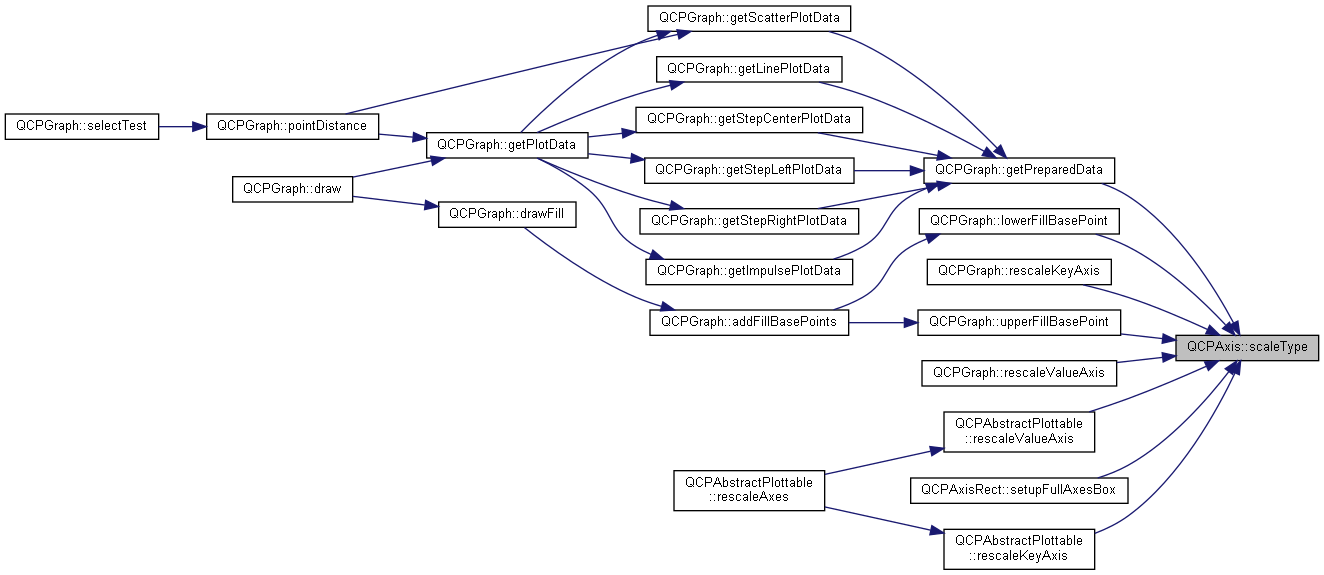 QCPGraph::getScatterPlotData
QCPGraph::getLinePlotData
QCPGraph::getStepCenterPlotData
QCPGraph::selectTest
QCPGraph::pointDistance
QCPGraph::getPlotData
QCPGraph::getStepLeftPlotData
QCPGraph::getPreparedData
QCPGraph::draw
QCPGraph::drawFill
QCPGraph::getStepRightPlotData
QCPGraph::lowerFillBasePoint
QCPGraph::getImpulsePlotData
QCPGraph::rescaleKeyAxis
QCPGraph::addFillBasePoints
QCPGraph::upperFillBasePoint
QCPAxis::scaleType
QCPGraph::rescaleValueAxis
QCPAbstractPlottable
::rescaleValueAxis
QCPAbstractPlottable
::rescaleAxes
QCPAxisRect::setupFullAxesBox
QCPAbstractPlottable
::rescaleKeyAxis